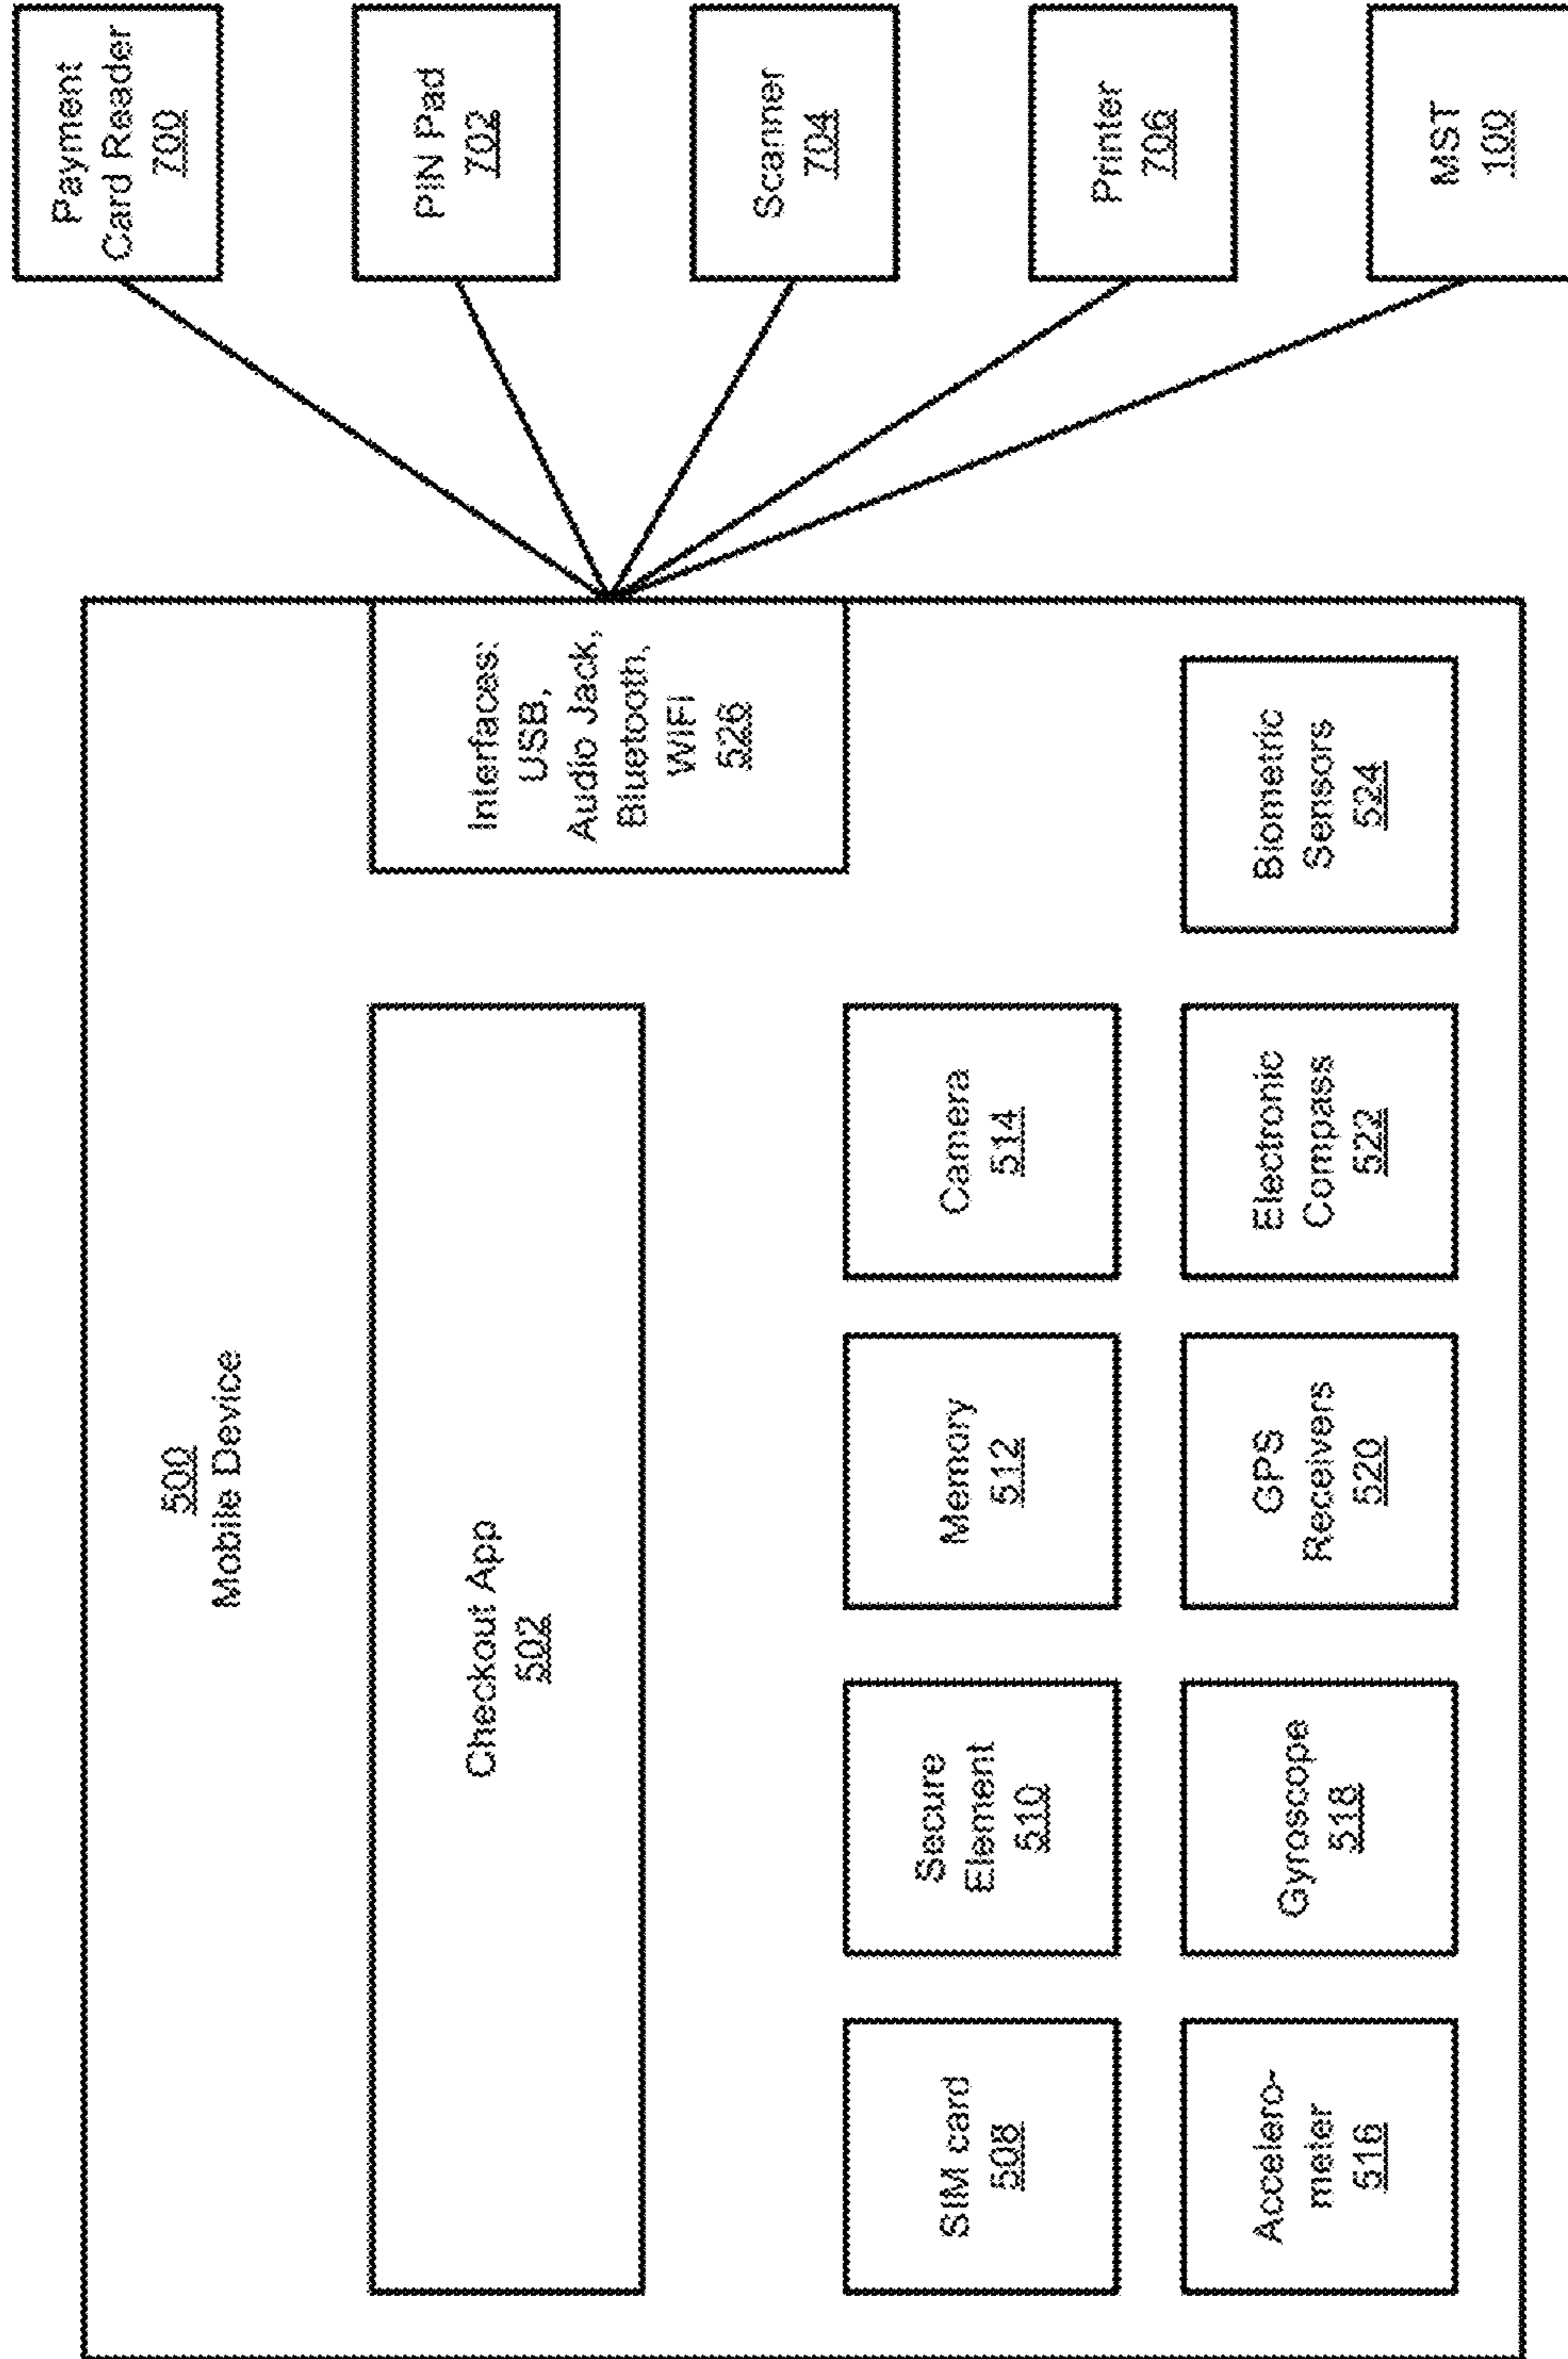 500
Mobile Device
Checkout App
502
Interfaces:
USB,
Audio Jack,
Bluetooth,
WIFI
526
SIM card
508
Secure
Element
510
Memory
512
Camera
514
Accelero-
meter
516
Gyroscope
518
GPS
Receivers
520
Electronic
Compass
522
Biometric
Sensors
524
Payment
Card Reader
700
PIN Pad
702
Scanner
704
Printer
706
MST
100